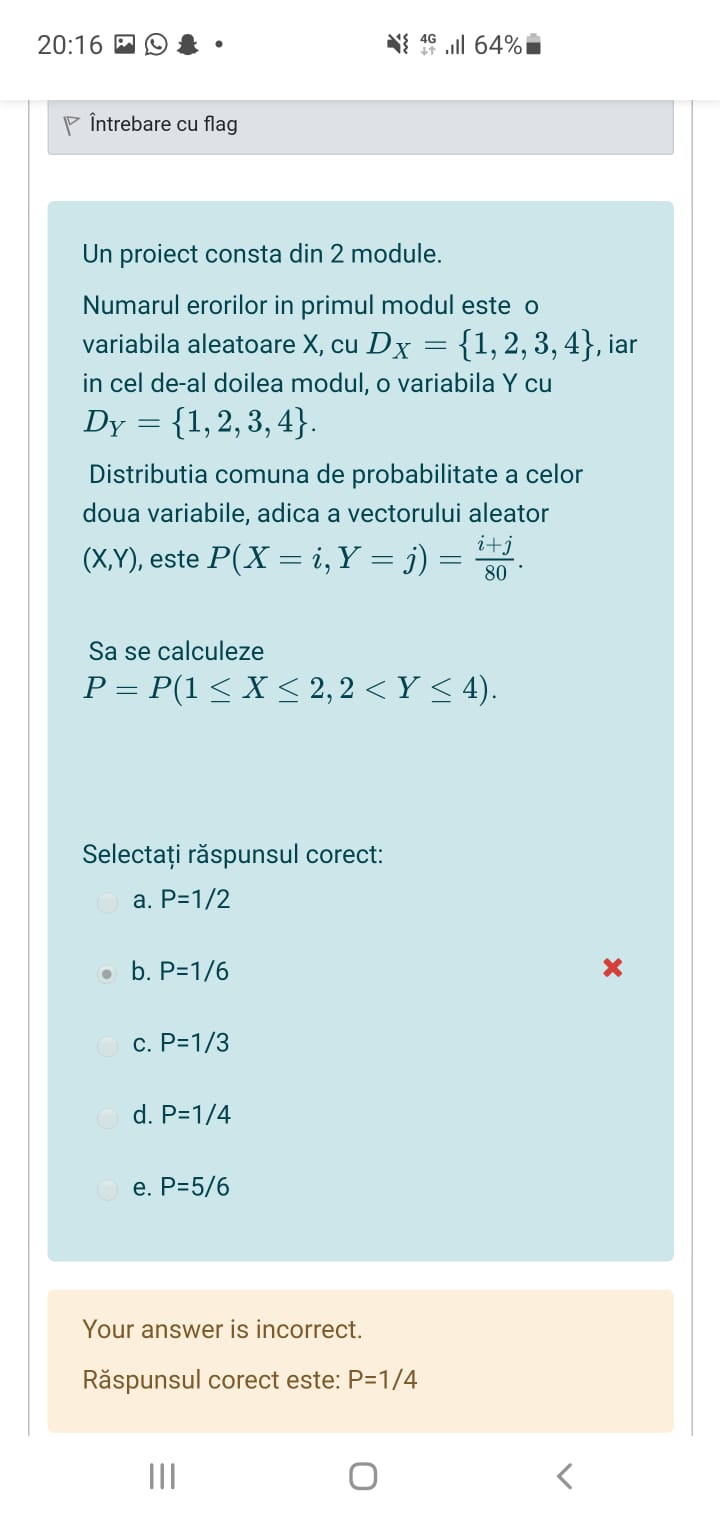 20:16
4G
64%
Întrebare cu flag
Un proiect consta din 2 module.
Numarul erorilor in primul modul este o
variabila aleatoare X, cu D_X = {1, 2, 3, 4}, iar
in cel de-al doilea modul, o variabila Y cu
D_Y = {1, 2, 3, 4}.
Distributia comuna de probabilitate a celor
doua variabile, adica a vectorului aleator
(X,Y), este P(X = i, Y = j) = \frac{i+j}{80}.
Sa se calculeze
P = P(1 ≤ X ≤ 2, 2 < Y ≤ 4).
Selectați răspunsul corect:
a. P=1/2
b. P=1/6
c. P=1/3
d. P=1/4
e. P=5/6
Your answer is incorrect.
Răspunsul corect este: P=1/4